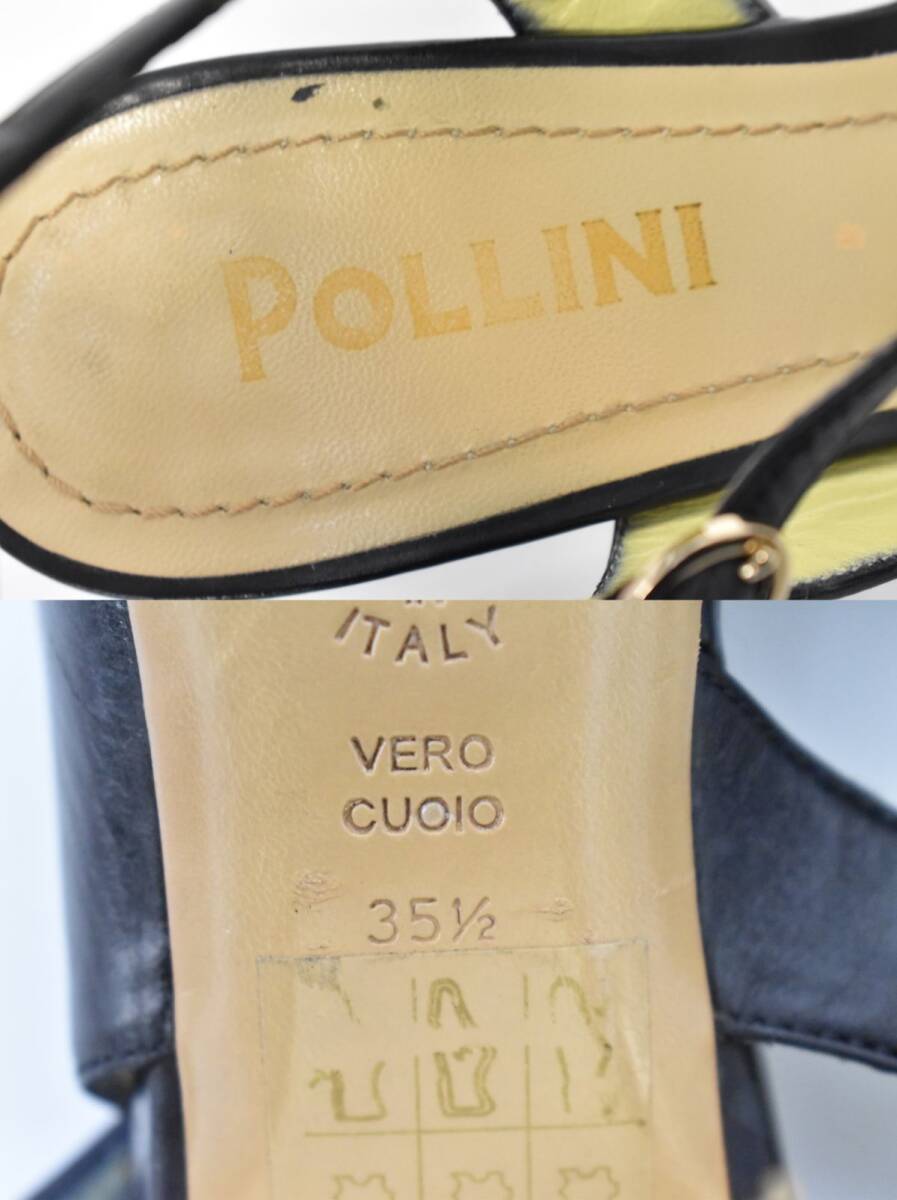 POLLINI
ITALY
VERO
CUOIO
35½